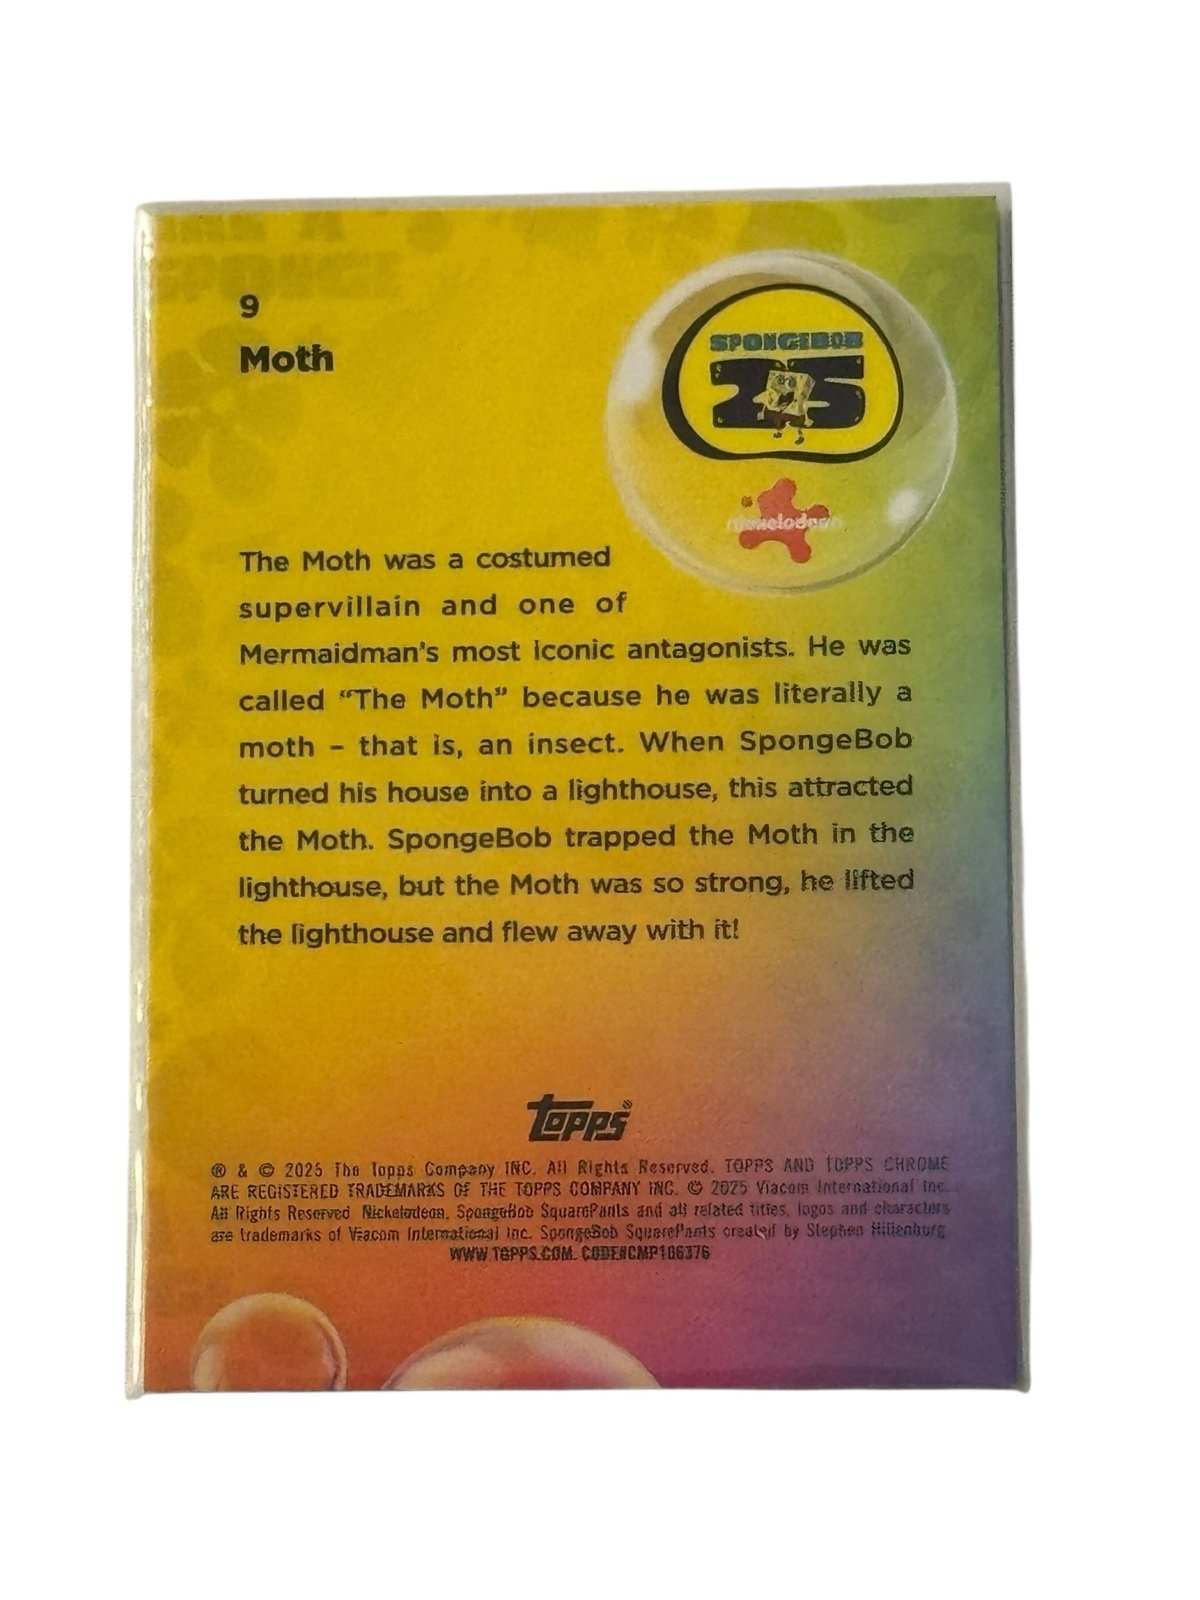 9
Moth
SPONGEBOB
25
nickelodeon
The Moth was a costumed
supervillain and one of
Mermaidman's most iconic antagonists. He was
called “The Moth” because he was literally a
moth – that is, an insect. When SpongeBob
turned his house into a lighthouse, this attracted
the Moth. SpongeBob trapped the Moth in the
lighthouse, but the Moth was so strong, he lifted
the lighthouse and flew away with it!
Topps®
® & © 2025 The Topps Company INC. All Rights Reserved. TOPPS AND TOPPS CHROME
ARE REGISTERED TRADEMARKS OF THE TOPPS COMPANY INC. © 2025 Viacom International Inc.
All Rights Reserved. Nickelodeon, SpongeBob SquarePants and all related titles, logos and characters
are trademarks of Viacom International Inc. SpongeBob SquarePants created by Stephen Hillenburg.
WWW.TOPPS.COM. CODE#CMP106376